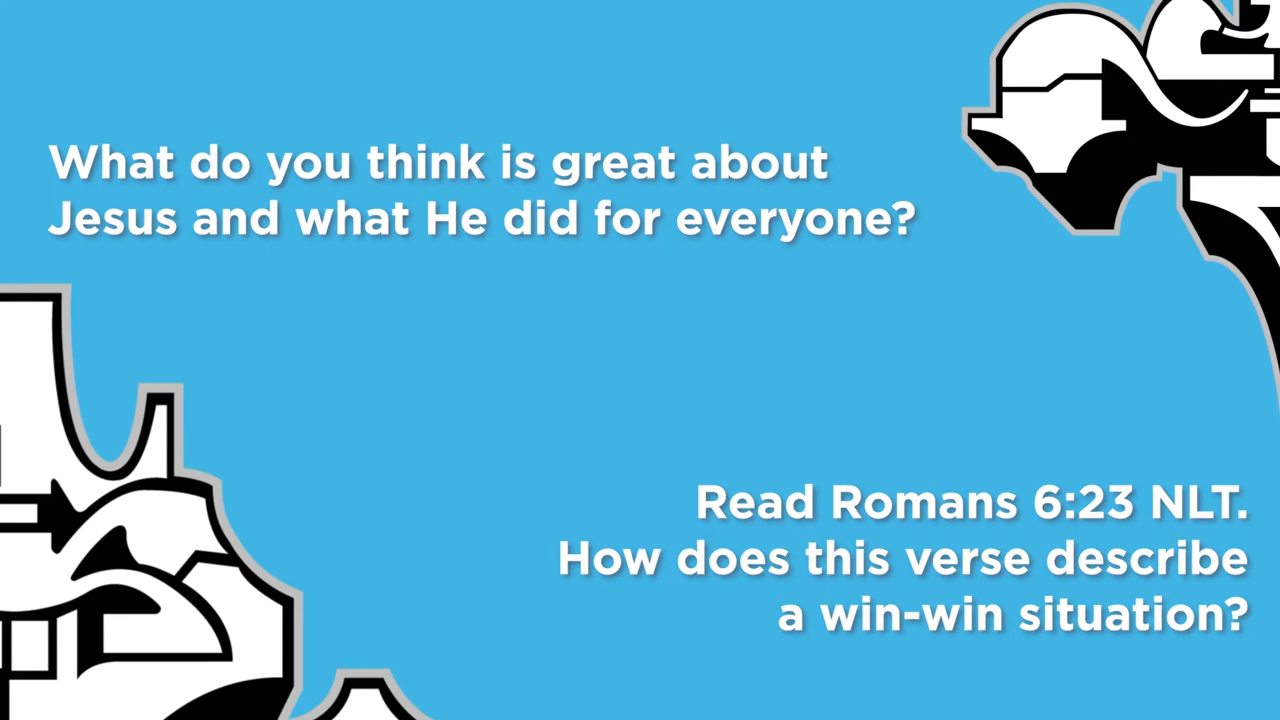 What do you think is great about
Jesus and what He did for everyone?
Read Romans 6:23 NLT.
How does this verse describe
a win-win situation?